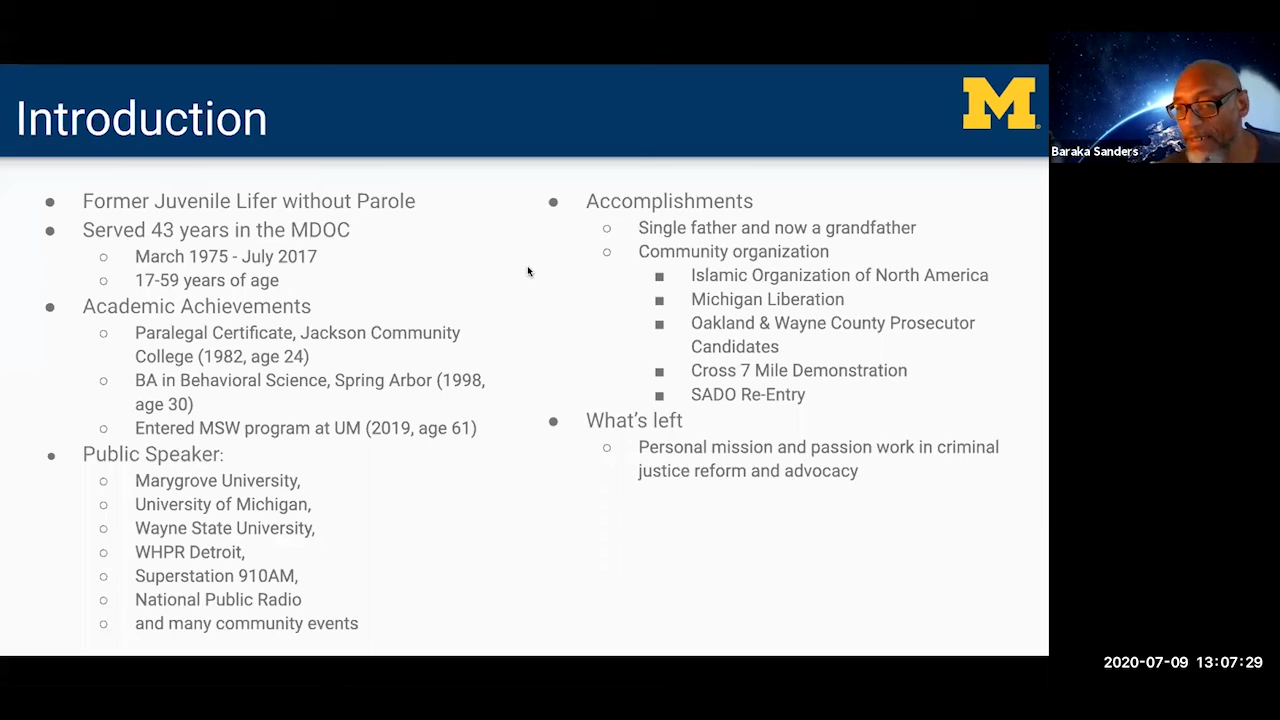 Introduction
M
Former Juvenile Lifer without Parole
Served 43 years in the MDOC
March 1975 - July 2017
17-59 years of age
Academic Achievements
Paralegal Certificate, Jackson Community
College (1982, age 24)
BA in Behavioral Science, Spring Arbor (1998,
age 30)
Entered MSW program at UM (2019, age 61)
Public Speaker:
Marygrove University,
University of Michigan,
Wayne State University,
WHPR Detroit,
Superstation 910AM,
National Public Radio
and many community events
Accomplishments
Single father and now a grandfather
Community organization
Islamic Organization of North America
Michigan Liberation
Oakland & Wayne County Prosecutor
Candidates
Cross 7 Mile Demonstration
SADO Re-Entry
What's left
Personal mission and passion work in criminal
justice reform and advocacy
Baraka Sanders
2020-07-09 13:07:29